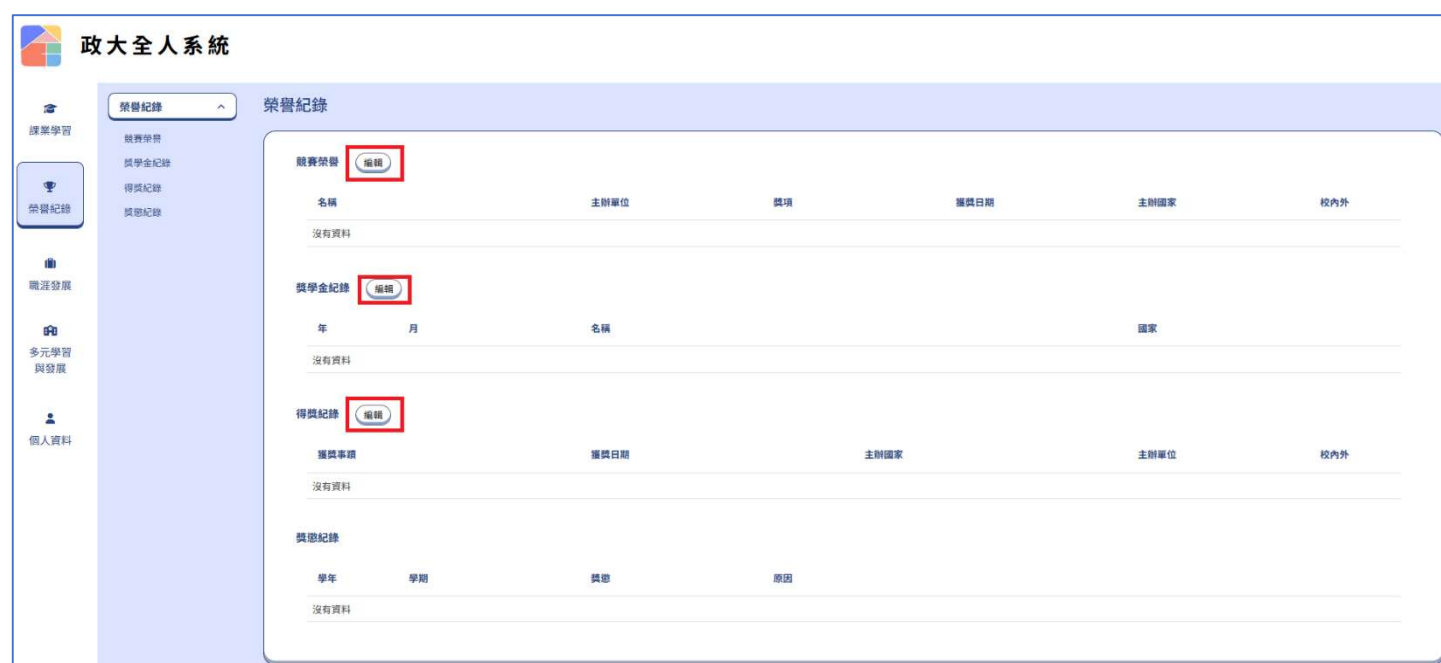 政大全人系統
課業學習
榮譽紀錄
職涯發展
多元學習
與發展
個人資料
榮譽紀錄
競賽榮譽
獎學金紀錄
得獎紀錄
獎懲紀錄
榮譽紀錄
競賽榮譽 編輯
名稱 主辦單位 獎項 獲獎日期 主辦國家 校內外
沒有資料
獎學金紀錄 編輯
年 月 名稱 國家
沒有資料
得獎紀錄 編輯
獲獎事蹟 獲獎日期 主辦國家 主辦單位 校內外
沒有資料
獎懲紀錄
學年 學期 獎懲 原因
沒有資料